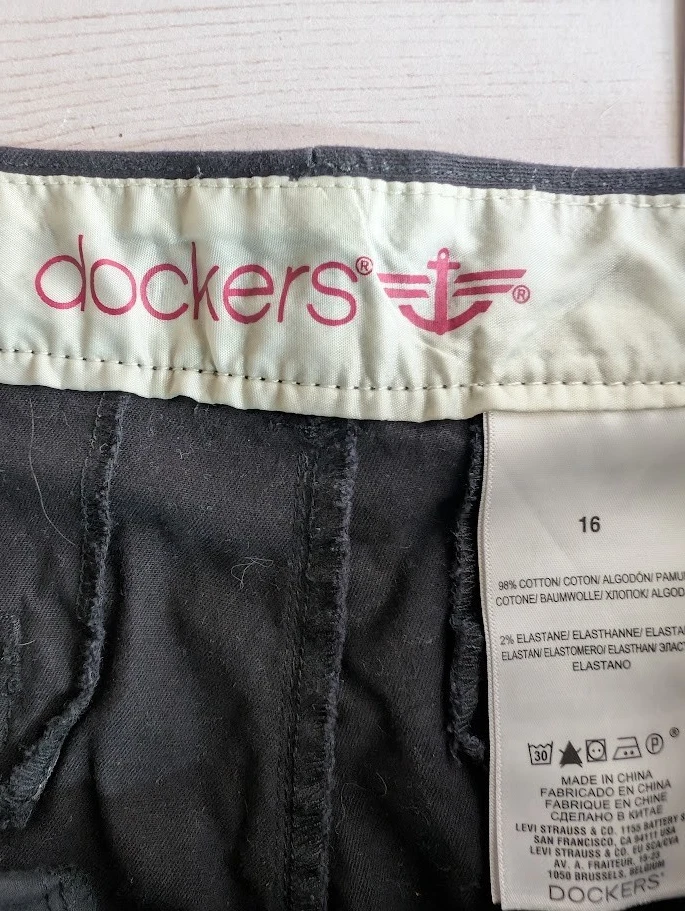 dockers® ®
16
98% COTTON/ COTON/ ALGODÓN/ PAMU
COTONE/ BAUMWOLLE/ ХЛОПОК/ ALGOD
2% ELASTANE/ ELASTHANNE/ ELASTA
ELASTAN/ ELASTOMERO/ ELASTHAN/ ЭЛАСТ
ELASTANO
30 P ®
MADE IN CHINA
FABRICADO EN CHINA
FABRIQUE EN CHINE
СДЕЛАНО В КИТАЕ
LEVI STRAUSS & CO. 1155 BATTERY S
SAN FRANCISCO, CA 94111 USA
LEVI STRAUSS & CO. EU SCA/CVA
AV. A. FRAITEUR, 15-23
1050 BRUSSELS, BELGIUM
DOCKERS®